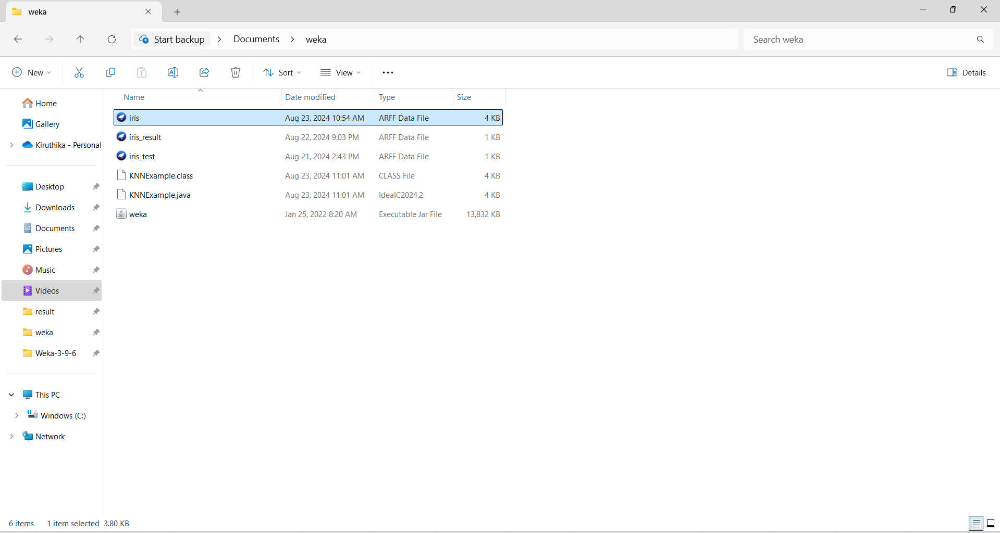 weka
Start backup > Documents > weka
Search weka
New
Sort
View
Details
Name Date modified Type Size
Home
Gallery
Kiruthika - Personal
Desktop
Downloads
Documents
Pictures
Music
Videos
result
weka
Weka-3-9-6
This PC
Windows (C:)
Network
iris Aug 23, 2024 10:54 AM ARFF Data File 4 KB
iris_result Aug 22, 2024 9:03 PM ARFF Data File 1 KB
iris_test Aug 21, 2024 2:43 PM ARFF Data File 1 KB
KNNExample.class Aug 23, 2024 11:01 AM CLASS File 4 KB
KNNExample.java Aug 23, 2024 11:01 AM IdeaIC2024.2 4 KB
weka Jan 25, 2022 8:20 AM Executable Jar File 13,832 KB
6 items 1 item selected 3.80 KB